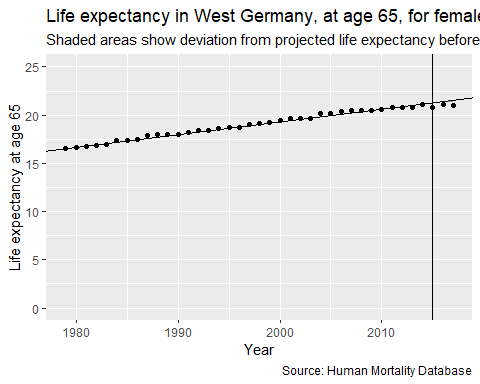 Life expectancy in West Germany, at age 65, for female
Shaded areas show deviation from projected life expectancy before
25
20
15
10
5
0
Life expectancy at age 65
1980 1990 2000 2010
Year
Source: Human Mortality Database